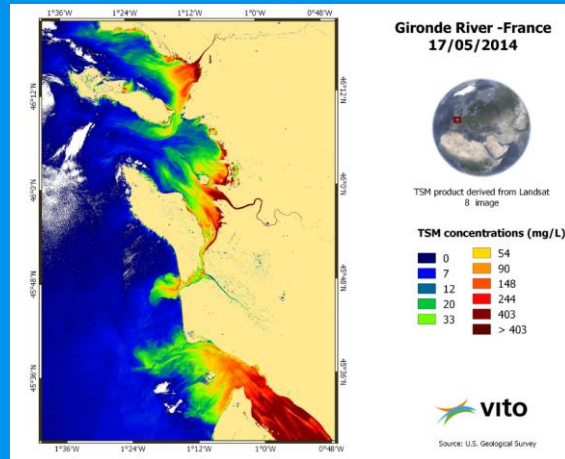 1°36'W 1°24'W 1°12'W 1°0'W 0°48'W
Gironde River -France
17/05/2014
46°12'N 46°12'N
46°0'N 46°0'N
45°48'N 45°48'N
45°36'N 45°36'N
1°36'W 1°24'W 1°12'W 1°0'W 0°48'W
TSM product derived from Landsat
8 image
TSM concentrations (mg/L)
0
7
12
20
33
54
90
148
244
403
> 403
vito
Source: U.S. Geological Survey